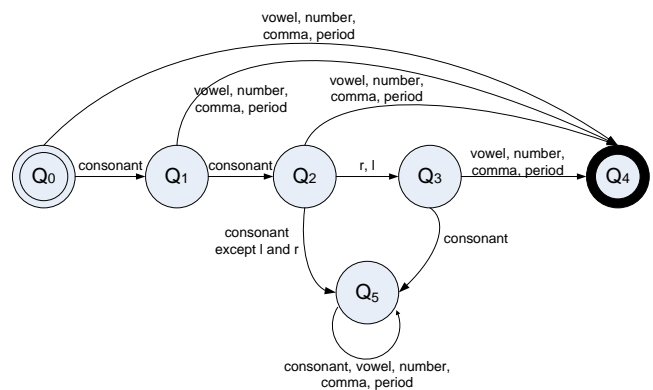 vowel, number,
comma, period
vowel, number,
comma, period
vowel, number,
comma, period
Q0
consonant
Q1
consonant
Q2
r, l
Q3
vowel, number,
comma, period
Q4
consonant
except l and r
consonant
Q5
consonant, vowel, number,
comma, period